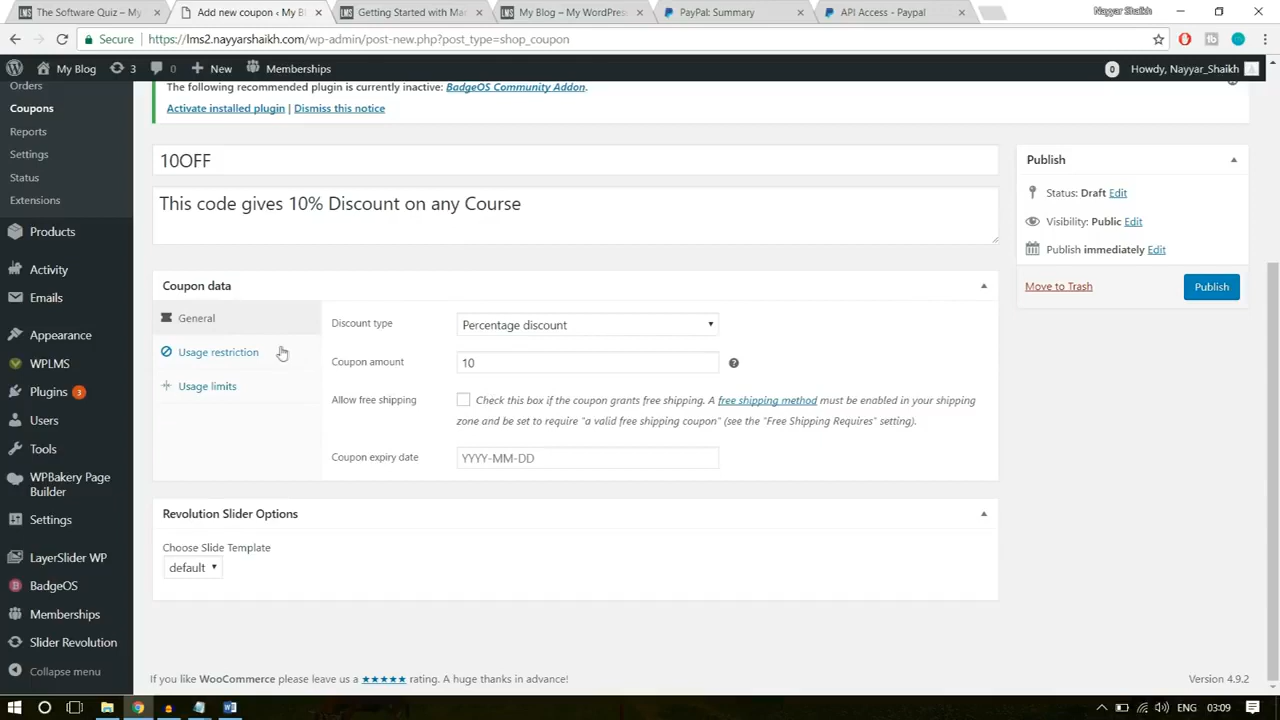 The Software Quiz – My
Add new coupon ‹ My B
Getting Started with Ma
My Blog – My WordPress
PayPal: Summary
API Access - Paypal
Nayyar Shaikh
Secure
https://lms2.nayyarshaikh.com/wp-admin/post-new.php?post_type=shop_coupon
My Blog
3
0
New
Memberships
0
Howdy, Nayyar_Shaikh
Orders
Coupons
Reports
Settings
Status
Extensions
Products
Activity
Emails
Appearance
WPLMS
Plugins 3
Users
Tools
WPBakery Page
Builder
Settings
LayerSlider WP
BadgeOS
Memberships
Slider Revolution
Collapse menu
The following recommended plugin is currently inactive: BadgeOS Community Addon.
Activate installed plugin | Dismiss this notice
10OFF
This code gives 10% Discount on any Course
Coupon data
General
Usage restriction
Usage limits
Discount type
Percentage discount
Coupon amount
10
Allow free shipping
Check this box if the coupon grants free shipping. A free shipping method must be enabled in your shipping
zone and be set to require "a valid free shipping coupon" (see the "Free Shipping Requires" setting).
Coupon expiry date
YYYY-MM-DD
Revolution Slider Options
Choose Slide Template
default
Publish
Status: Draft Edit
Visibility: Public Edit
Publish immediately Edit
Move to Trash
Publish
If you like WooCommerce please leave us a ★★★★★ rating. A huge thanks in advance!
Version 4.9.2
ENG
03:09